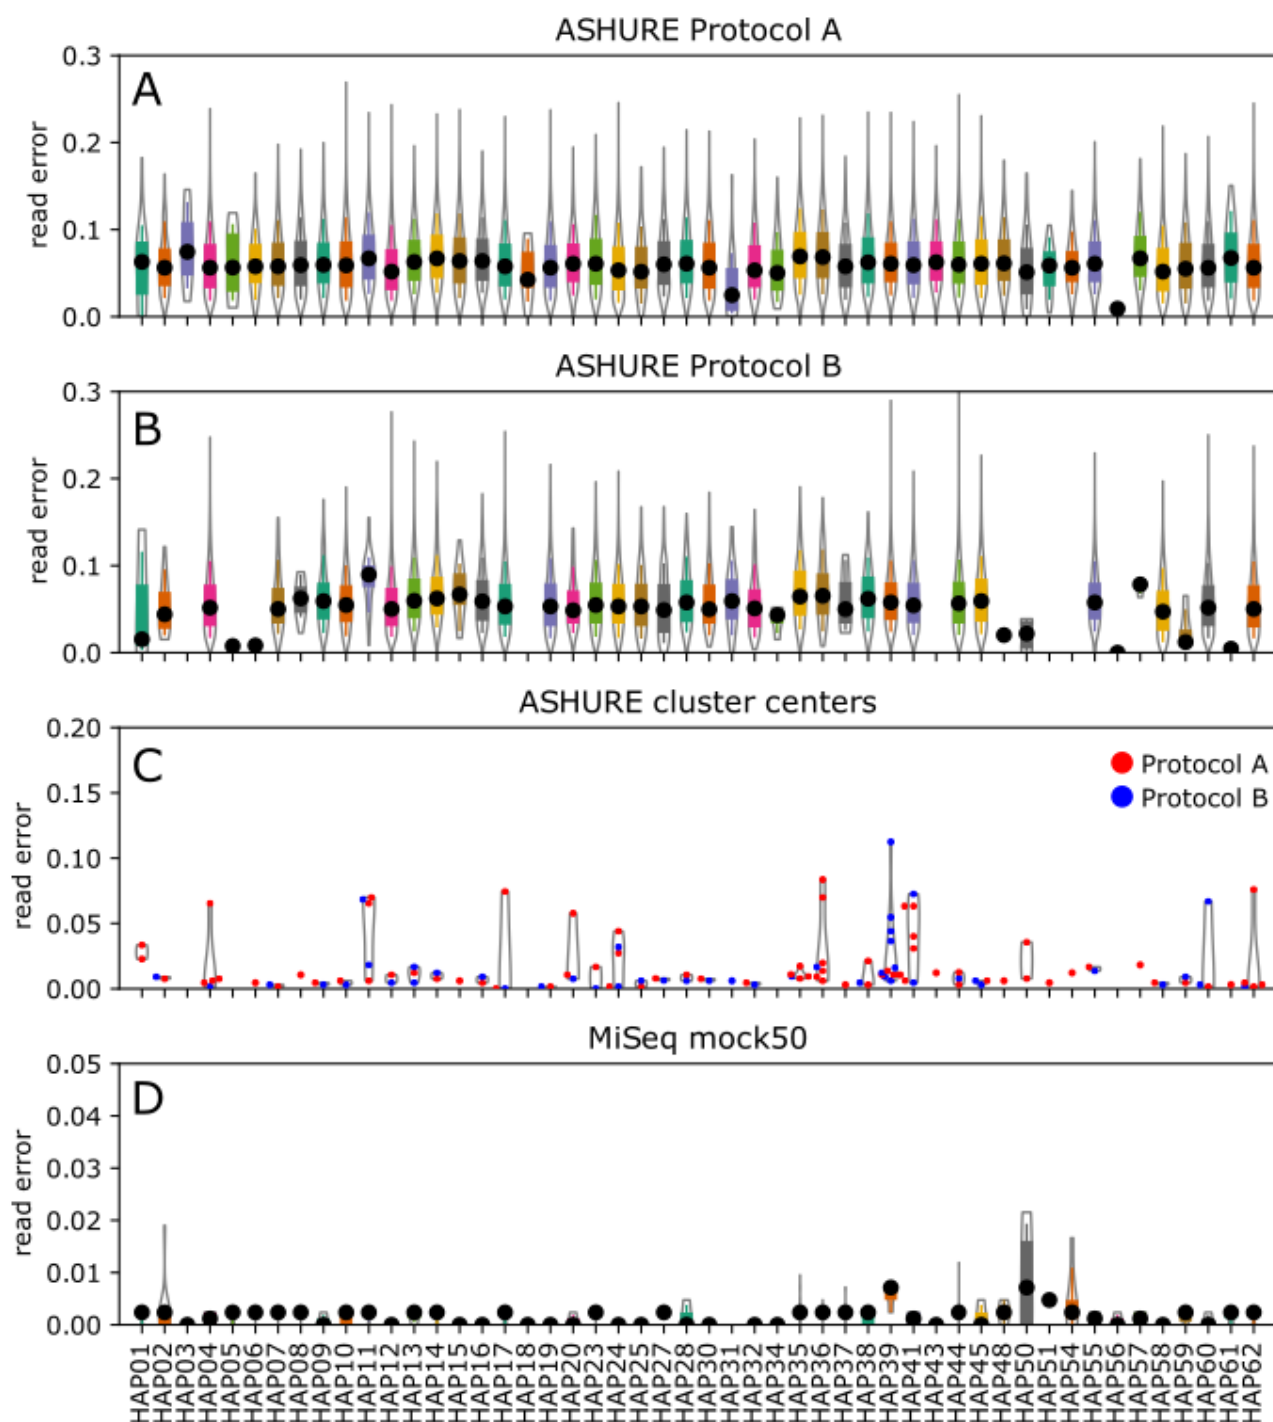 ASHURE Protocol A
A
read error
0.3
0.2
0.1
0.0
ASHURE Protocol B
B
read error
0.3
0.2
0.1
0.0
ASHURE cluster centers
C
read error
0.20
0.15
0.10
0.05
0.00
Protocol A
Protocol B
MiSeq mock50
D
read error
0.05
0.04
0.03
0.02
0.01
0.00
HAP01
HAP02
HAP03
HAP04
HAP05
HAP06
HAP07
HAP08
HAP09
HAP10
HAP11
HAP12
HAP13
HAP14
HAP15
HAP16
HAP17
HAP18
HAP19
HAP20
HAP23
HAP24
HAP25
HAP27
HAP28
HAP30
HAP31
HAP32
HAP34
HAP35
HAP36
HAP37
HAP38
HAP39
HAP41
HAP43
HAP44
HAP45
HAP48
HAP50
HAP51
HAP54
HAP55
HAP56
HAP57
HAP58
HAP59
HAP60
HAP61
HAP62